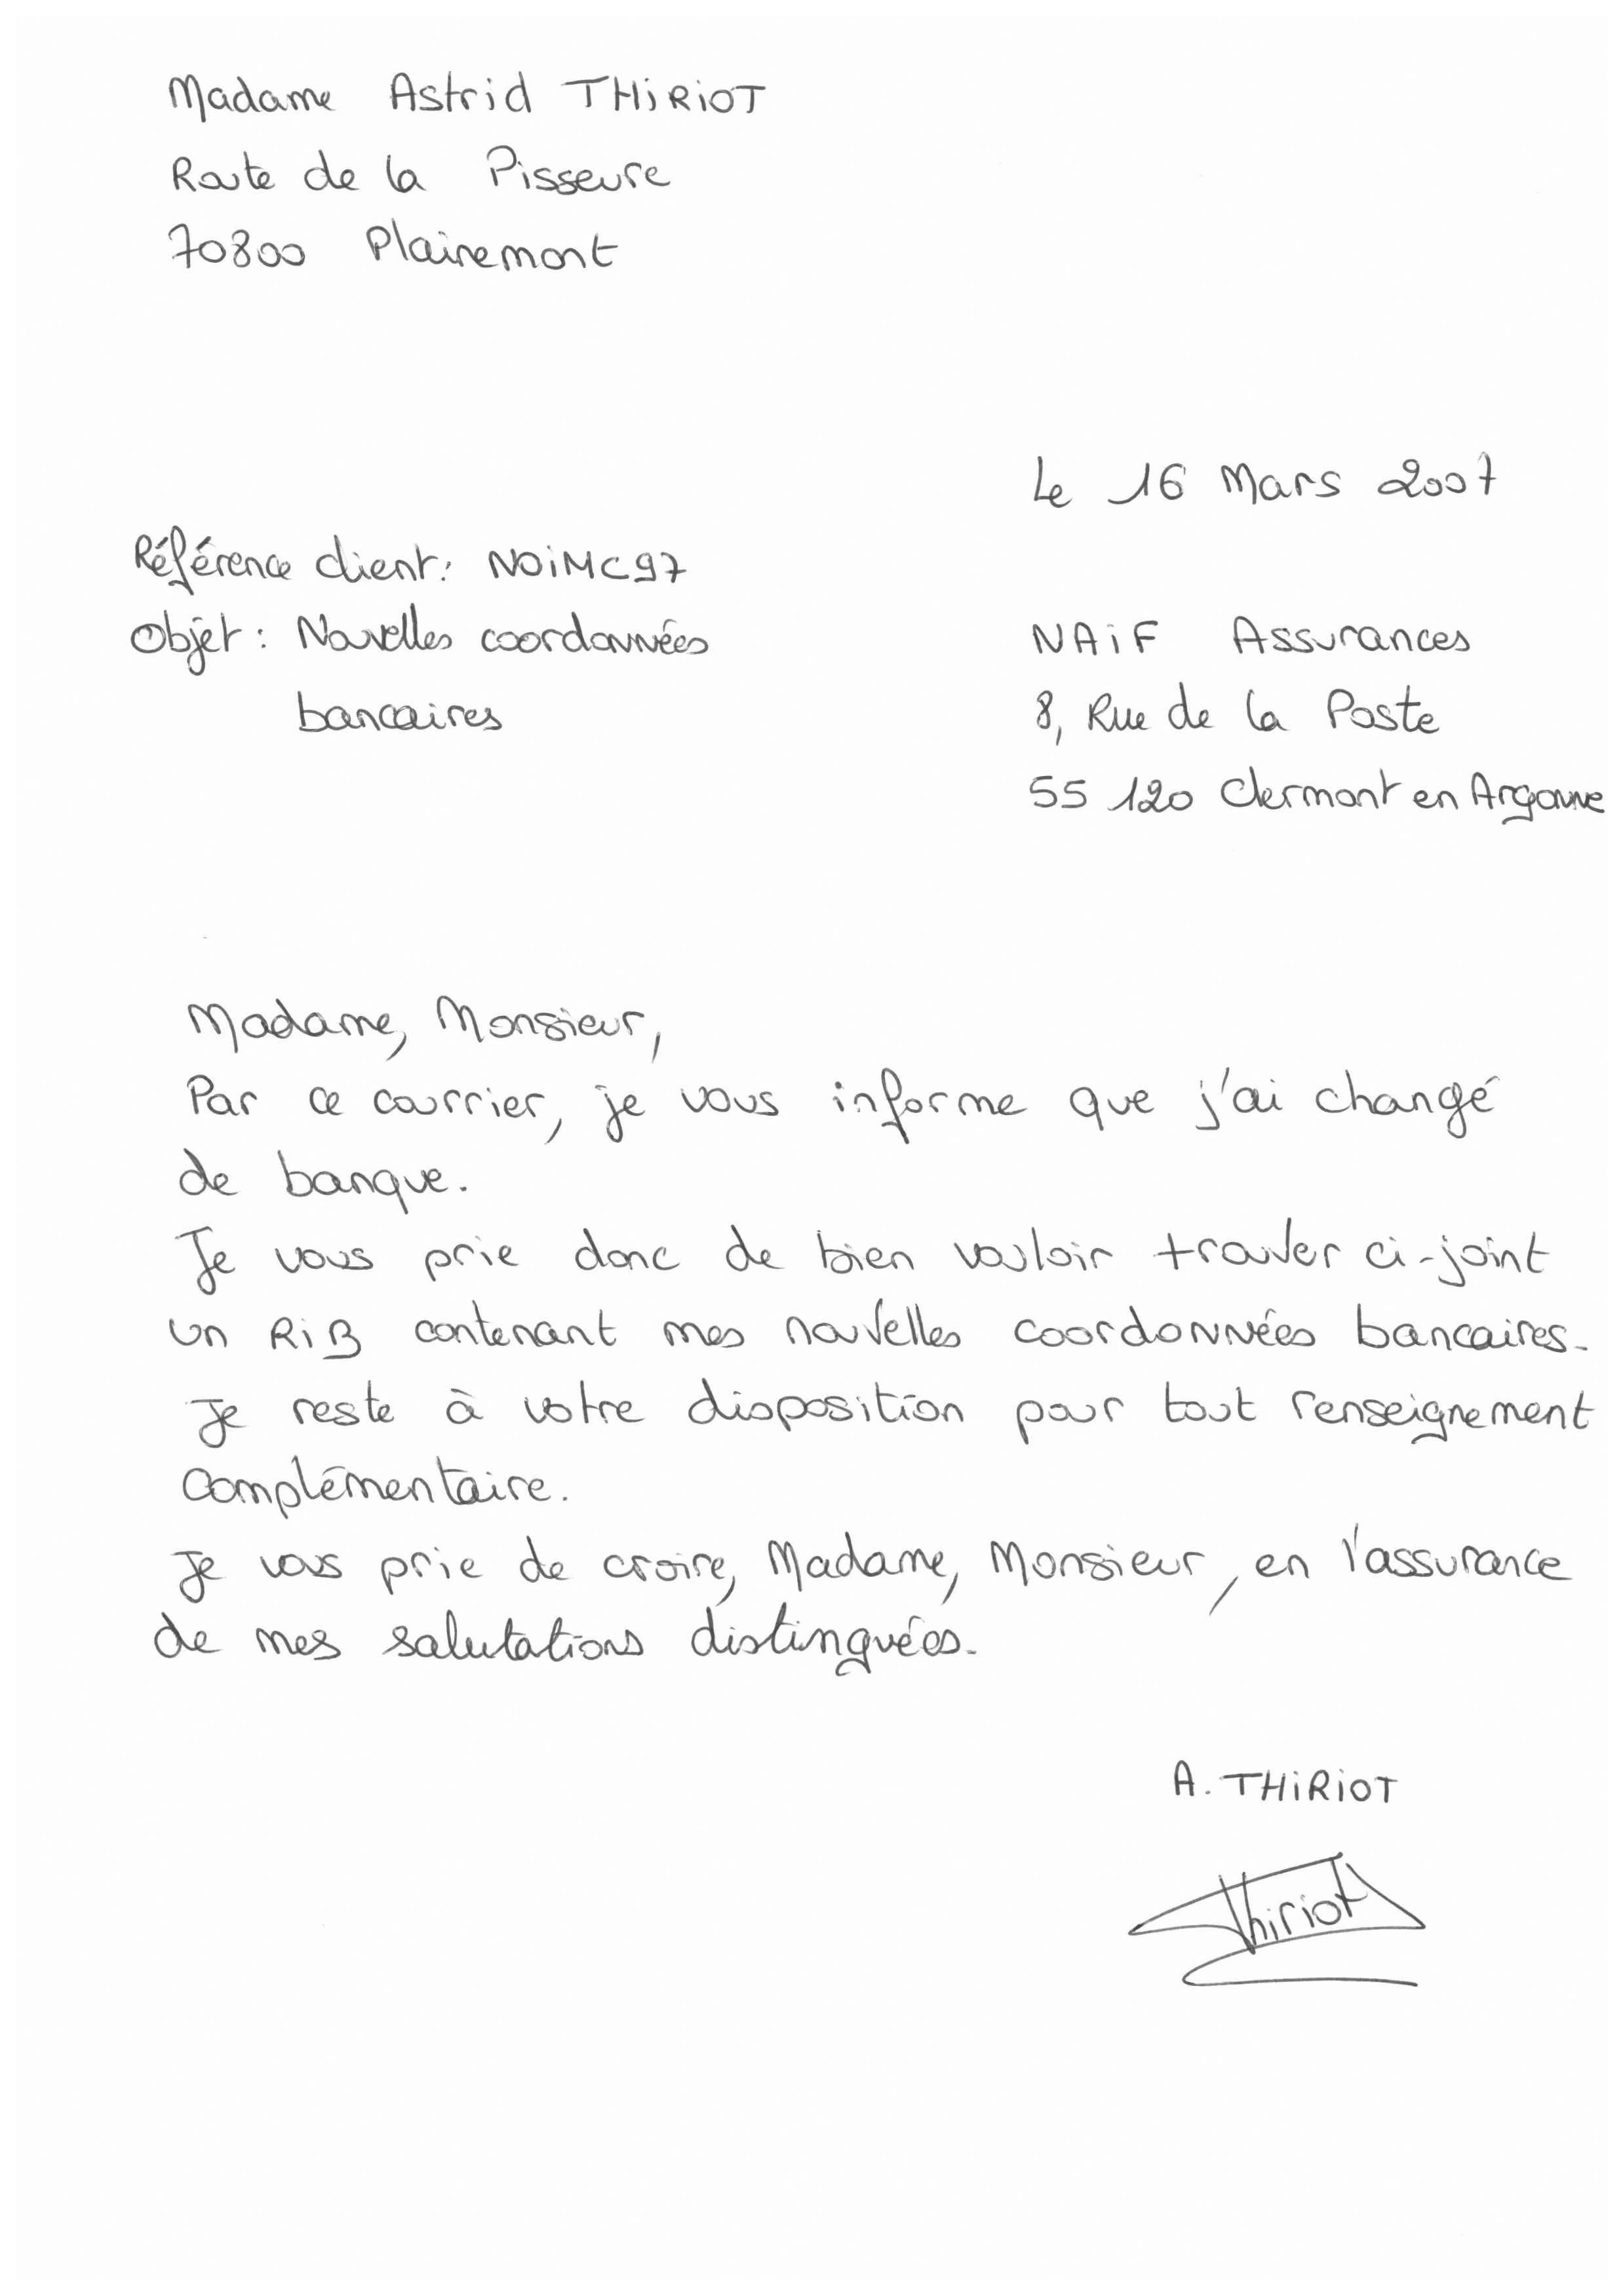 Madame Astrid THIRIOT
Route de la Pisseure
70800 Plainemont
Le 16 Mars 2007
Référence client: NOIMC97
Objet: Nouvelles coordonnées
bancaires
NAIF Assurances
8, Rue de la Poste
55 120 Clermont en Argonne
Madame, Monsieur,
Par ce courrier, je vous informe que j'ai changé
de banque.
Je vous prie donc de bien vouloir trouver ci-joint
un RIB contenant mes nouvelles coordonnées bancaires.
Je reste à votre disposition pour tout renseignement
complémentaire.
Je vous prie de croire, Madame, Monsieur, en l'assurance
de mes salutations distinguées.
A. THIRIOT
Thiriot